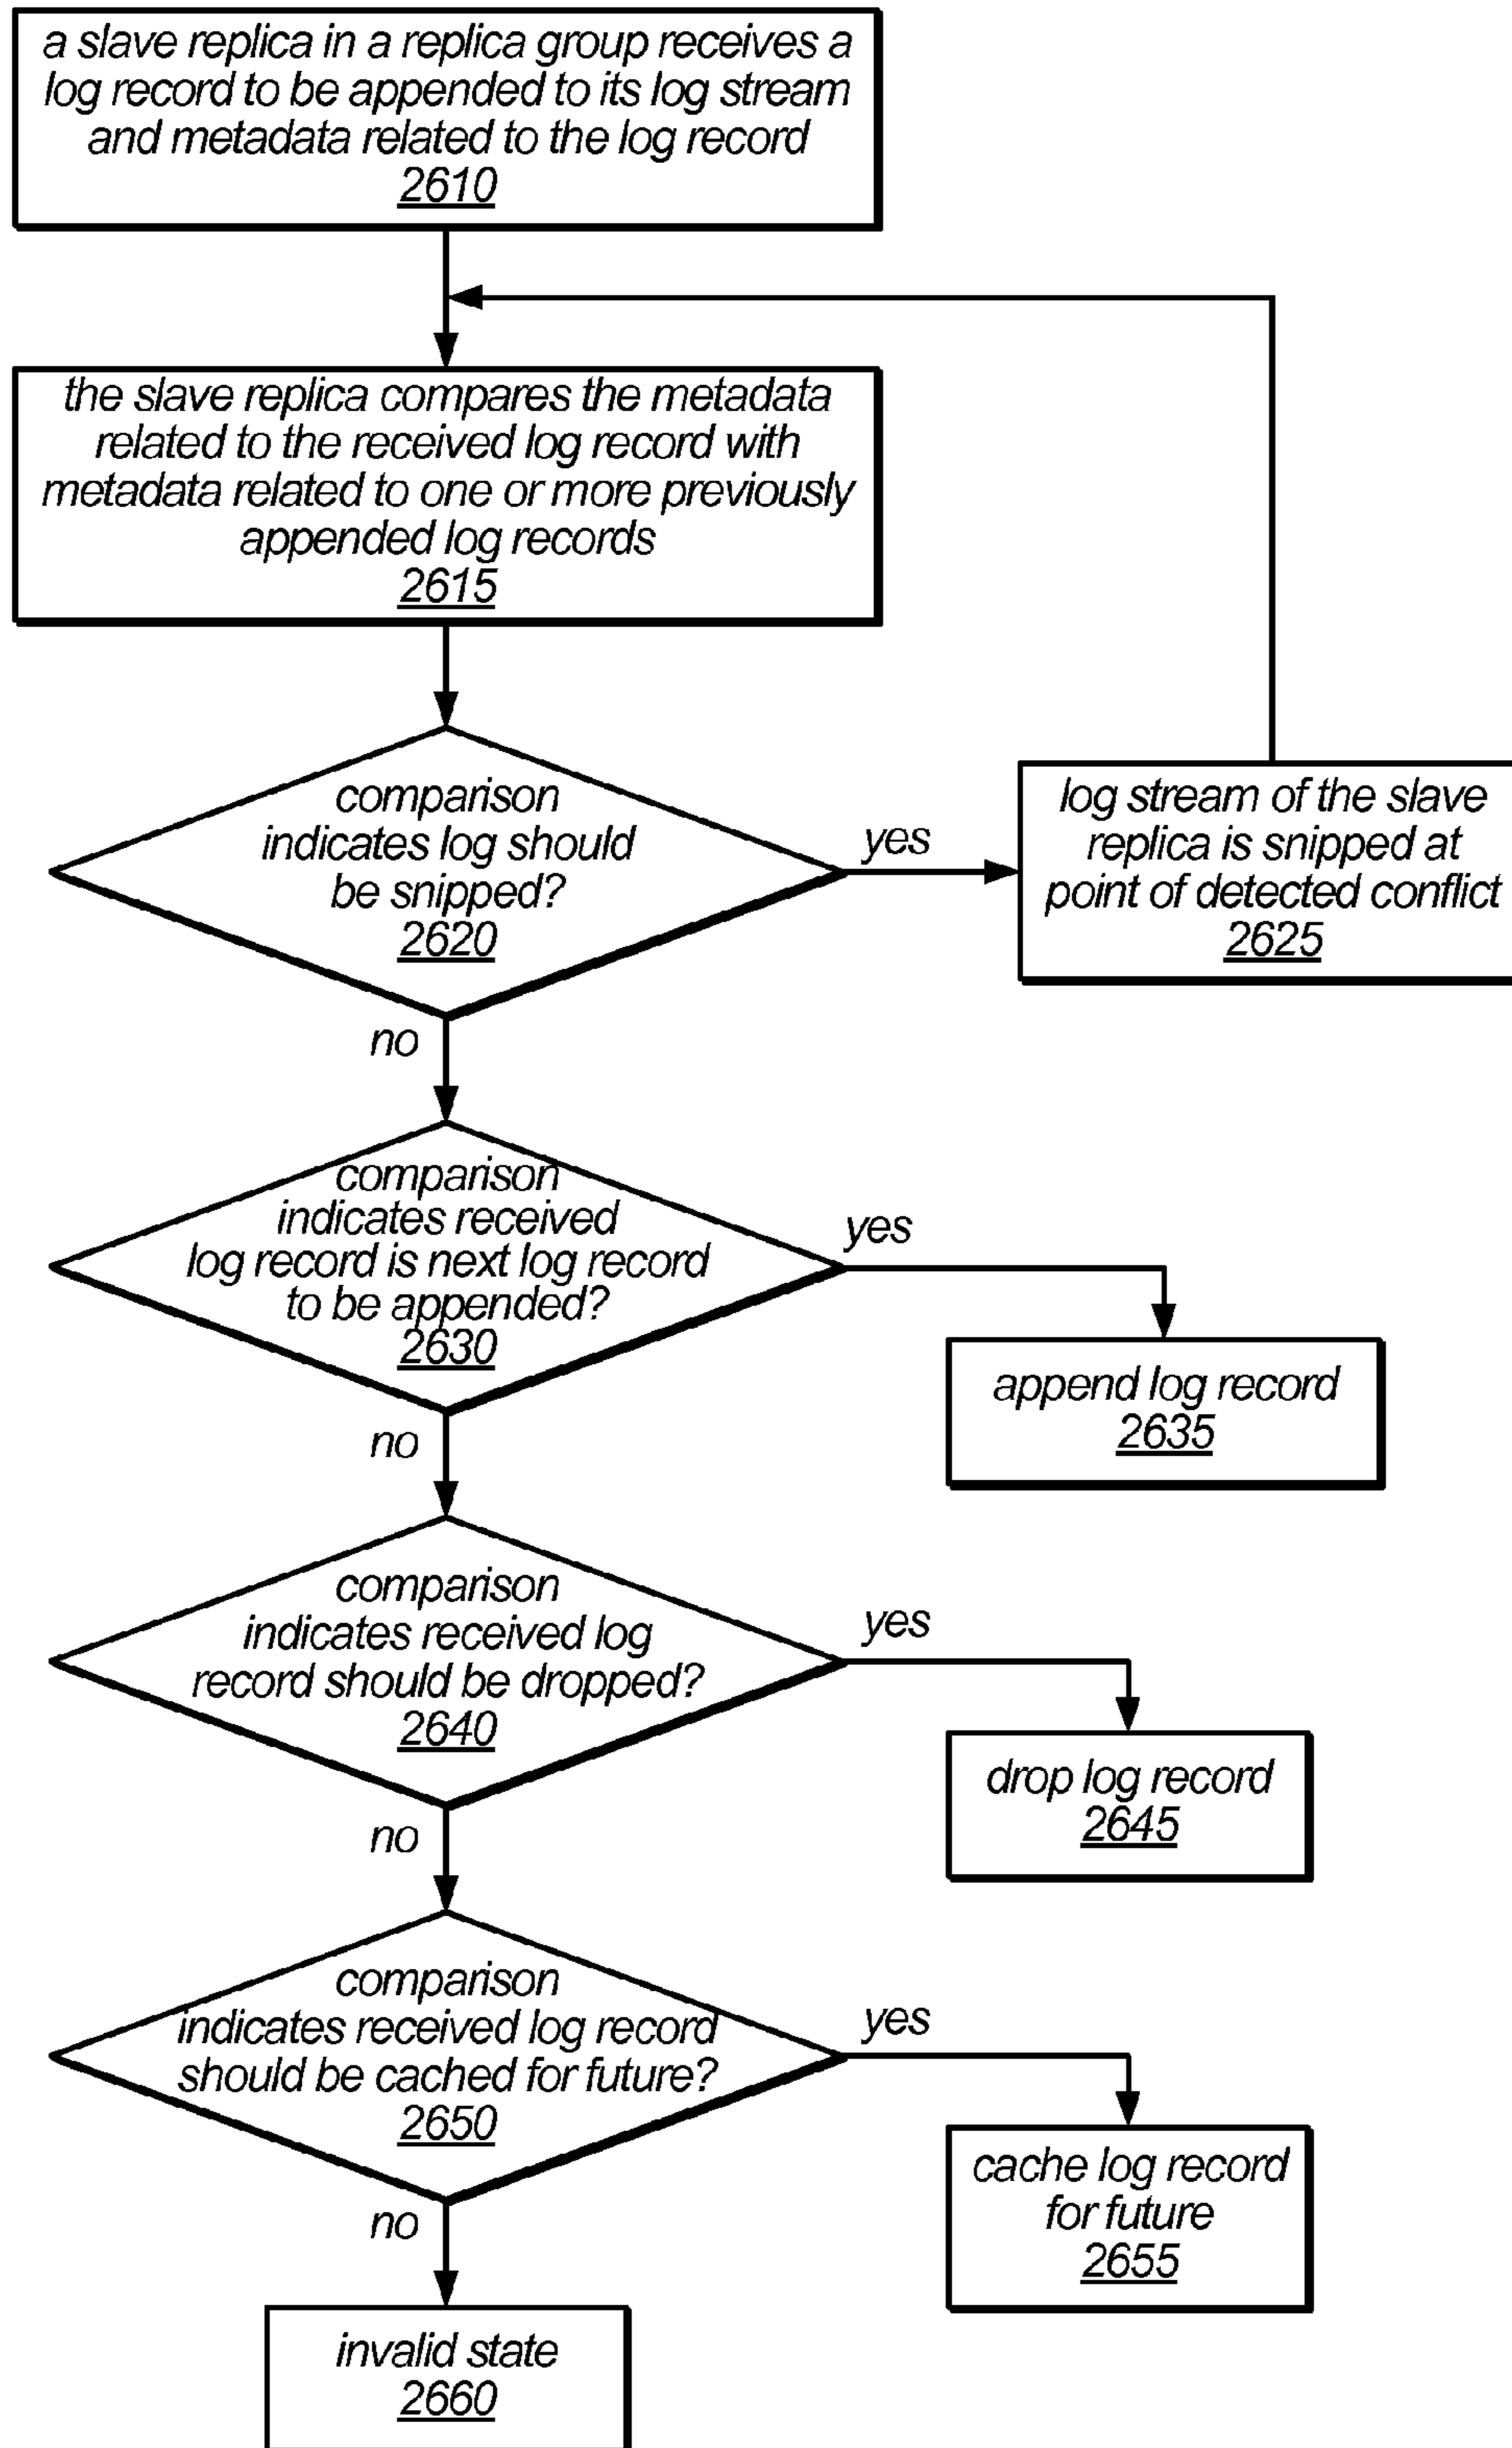 a slave replica in a replica group receives a
log record to be appended to its log stream
and metadata related to the log record
2610
the slave replica compares the metadata
related to the received log record with
metadata related to one or more previously
appended log records
2615
comparison
indicates log should
be snipped?
2620
yes
log stream of the slave
replica is snipped at
point of detected conflict
2625
no
comparison
indicates received
log record is next log record
to be appended?
2630
yes
append log record
2635
no
comparison
indicates received log
record should be dropped?
2640
yes
drop log record
2645
no
comparison
indicates received log record
should be cached for future?
2650
yes
cache log record
for future
2655
no
invalid state
2660